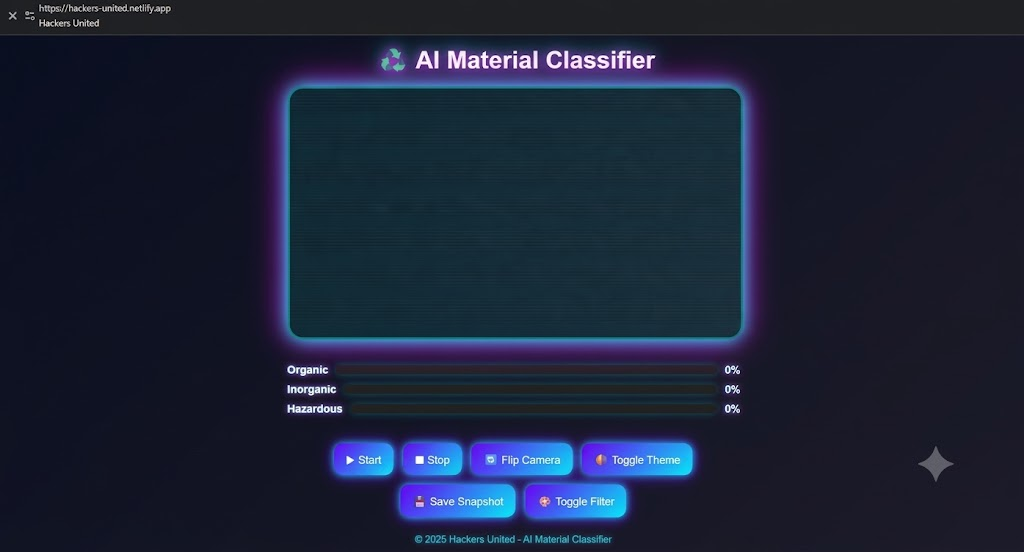 https://hackers-united.netlify.app
Hackers United
AI Material Classifier
Organic 0%
Inorganic 0%
Hazardous 0%
Start Stop Flip Camera Toggle Theme
Save Snapshot Toggle Filter
© 2025 Hackers United - AI Material Classifier